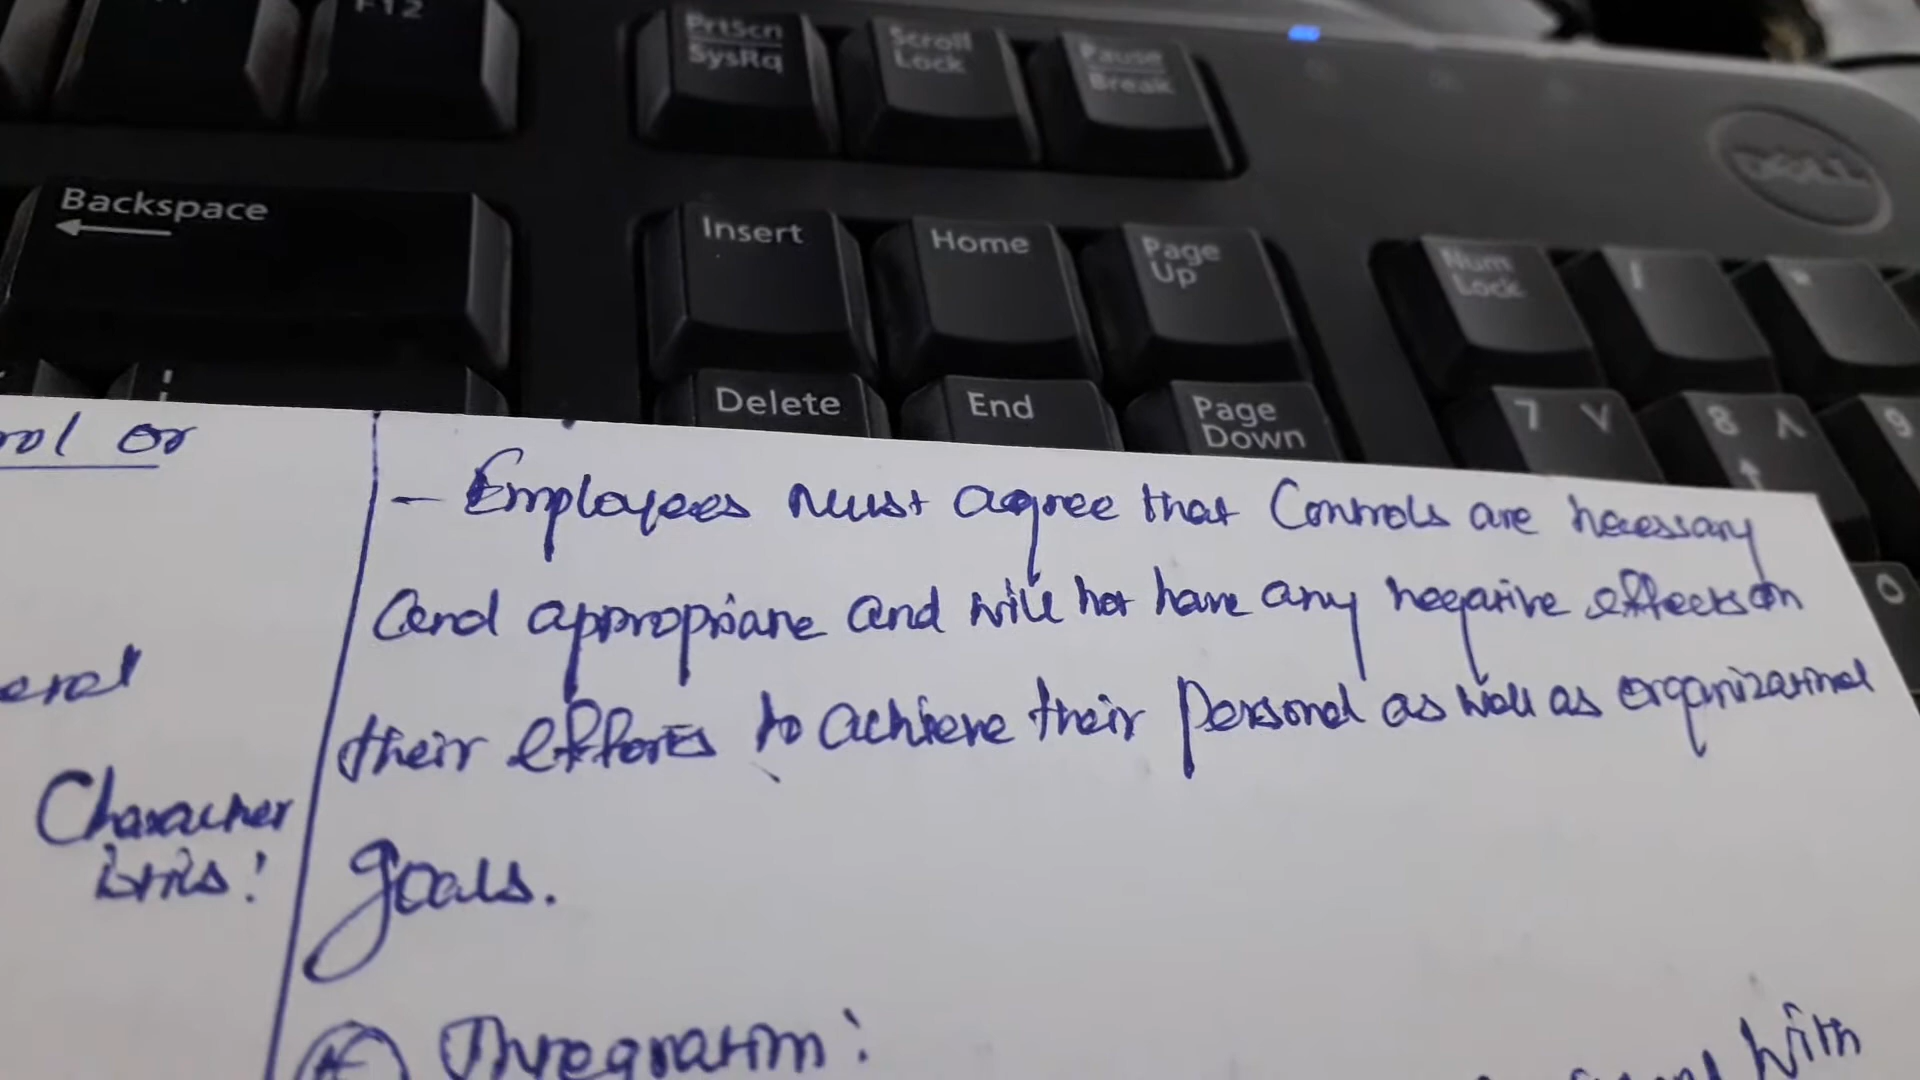 F12
PrtScn
SysRq
Scroll
Lock
Pause
Break
DELL
Backspace
Insert
Home
Page
Up
Num
Lock
/
*
Delete
End
Page
Down
7
8
9
rol or
- Employees must agree that Controls are necessary
and appropriate and will not have any negative effects on
their efforts to achieve their personal as well as organizational
goals.
eral
Character
istics:
Integration:
with